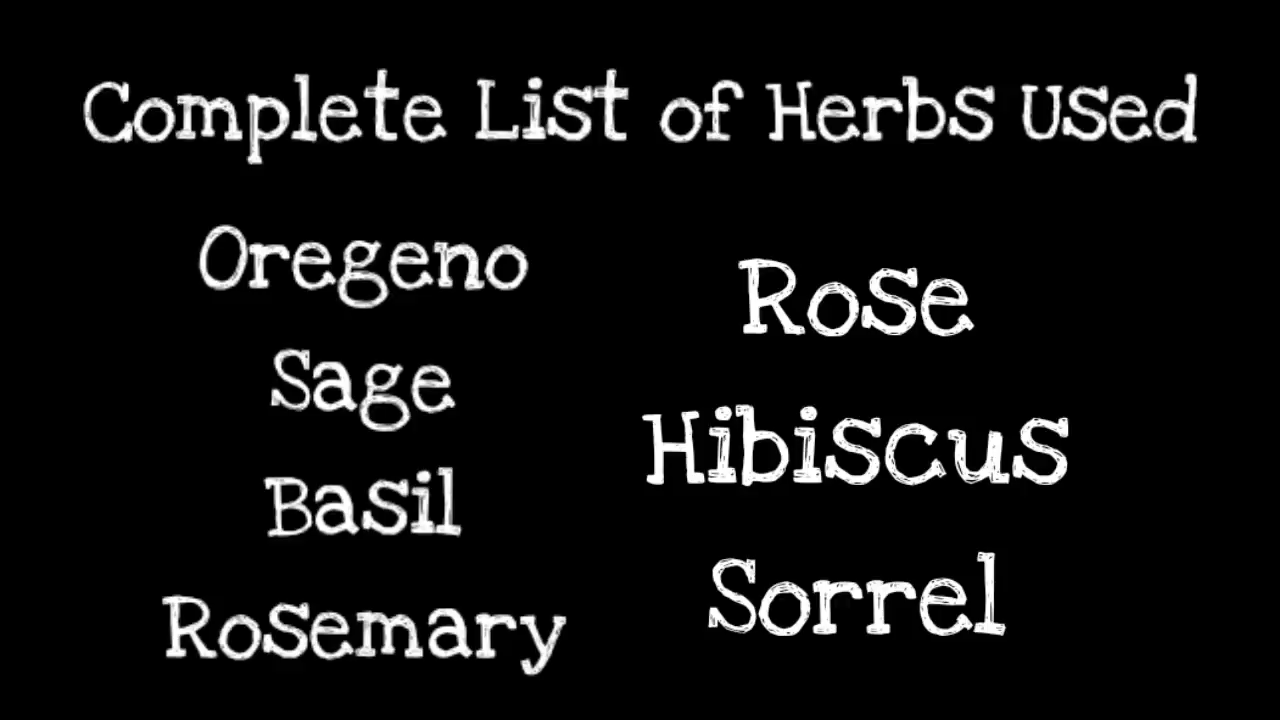 Complete List of Herbs Used
Oregeno
Sage
Basil
Rosemary
Rose
Hibiscus
Sorrel